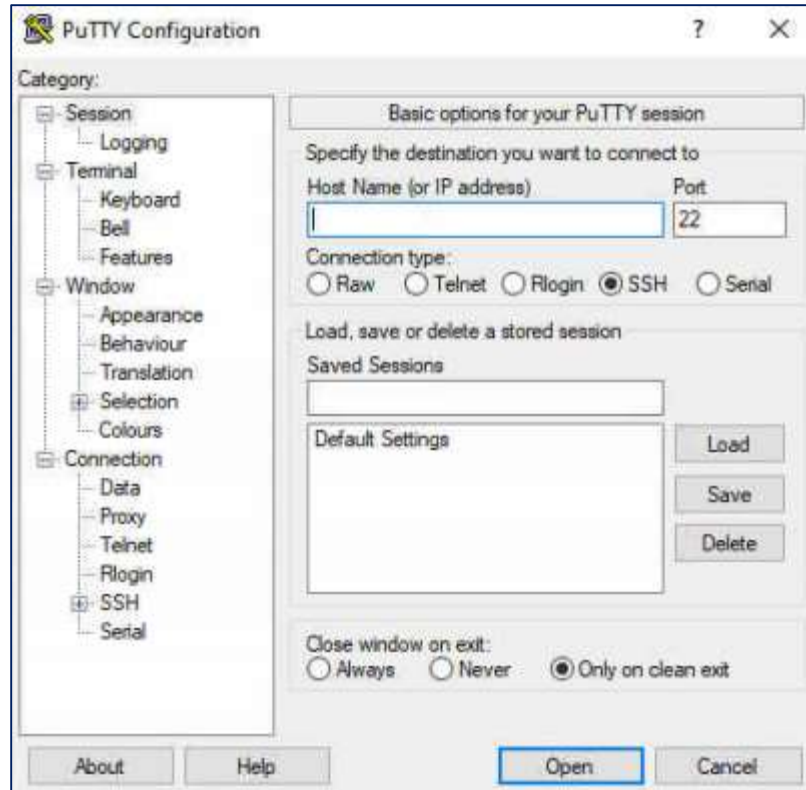 PuTTY Configuration
?
Category:
Session
Logging
Terminal
Keyboard
Bell
Features
Window
Appearance
Behaviour
Translation
Selection
Colours
Connection
Data
Proxy
Telnet
Rlogin
SSH
Serial
Basic options for your PuTTY session
Specify the destination you want to connect to
Host Name (or IP address) Port
22
Connection type:
Raw Telnet Rlogin SSH Serial
Load, save or delete a stored session
Saved Sessions
Default Settings
Load
Save
Delete
Close window on exit:
Always Never Only on clean exit
About Help Open Cancel